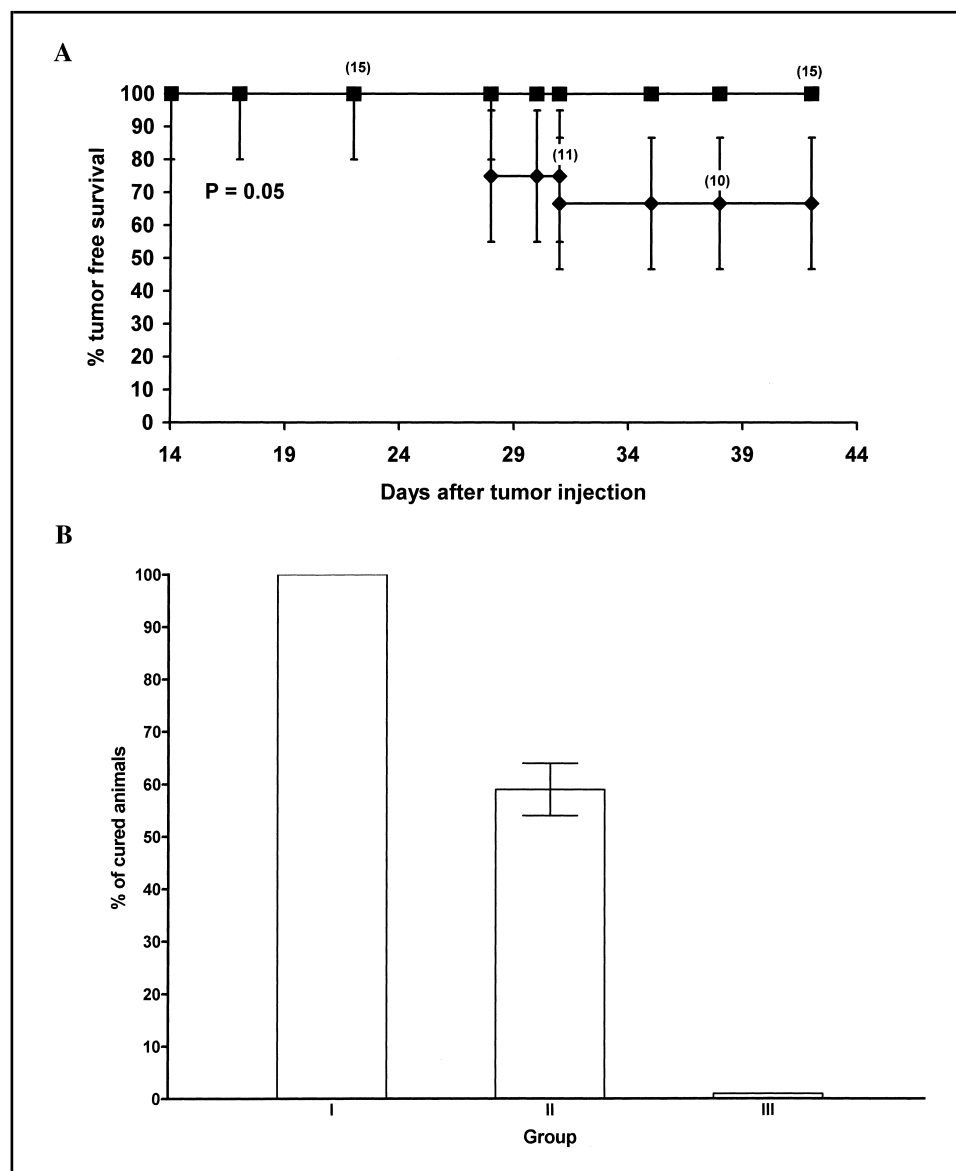 A
(15)
(15)
100
90
80
70
60
50
40
30
20
10
0
% tumor free survival
P = 0.05
(11)
(10)
14 19 24 29 34 39 44
Days after tumor injection
B
100
90
80
70
60
50
40
30
20
10
0
% of cured animals
I II III
Group